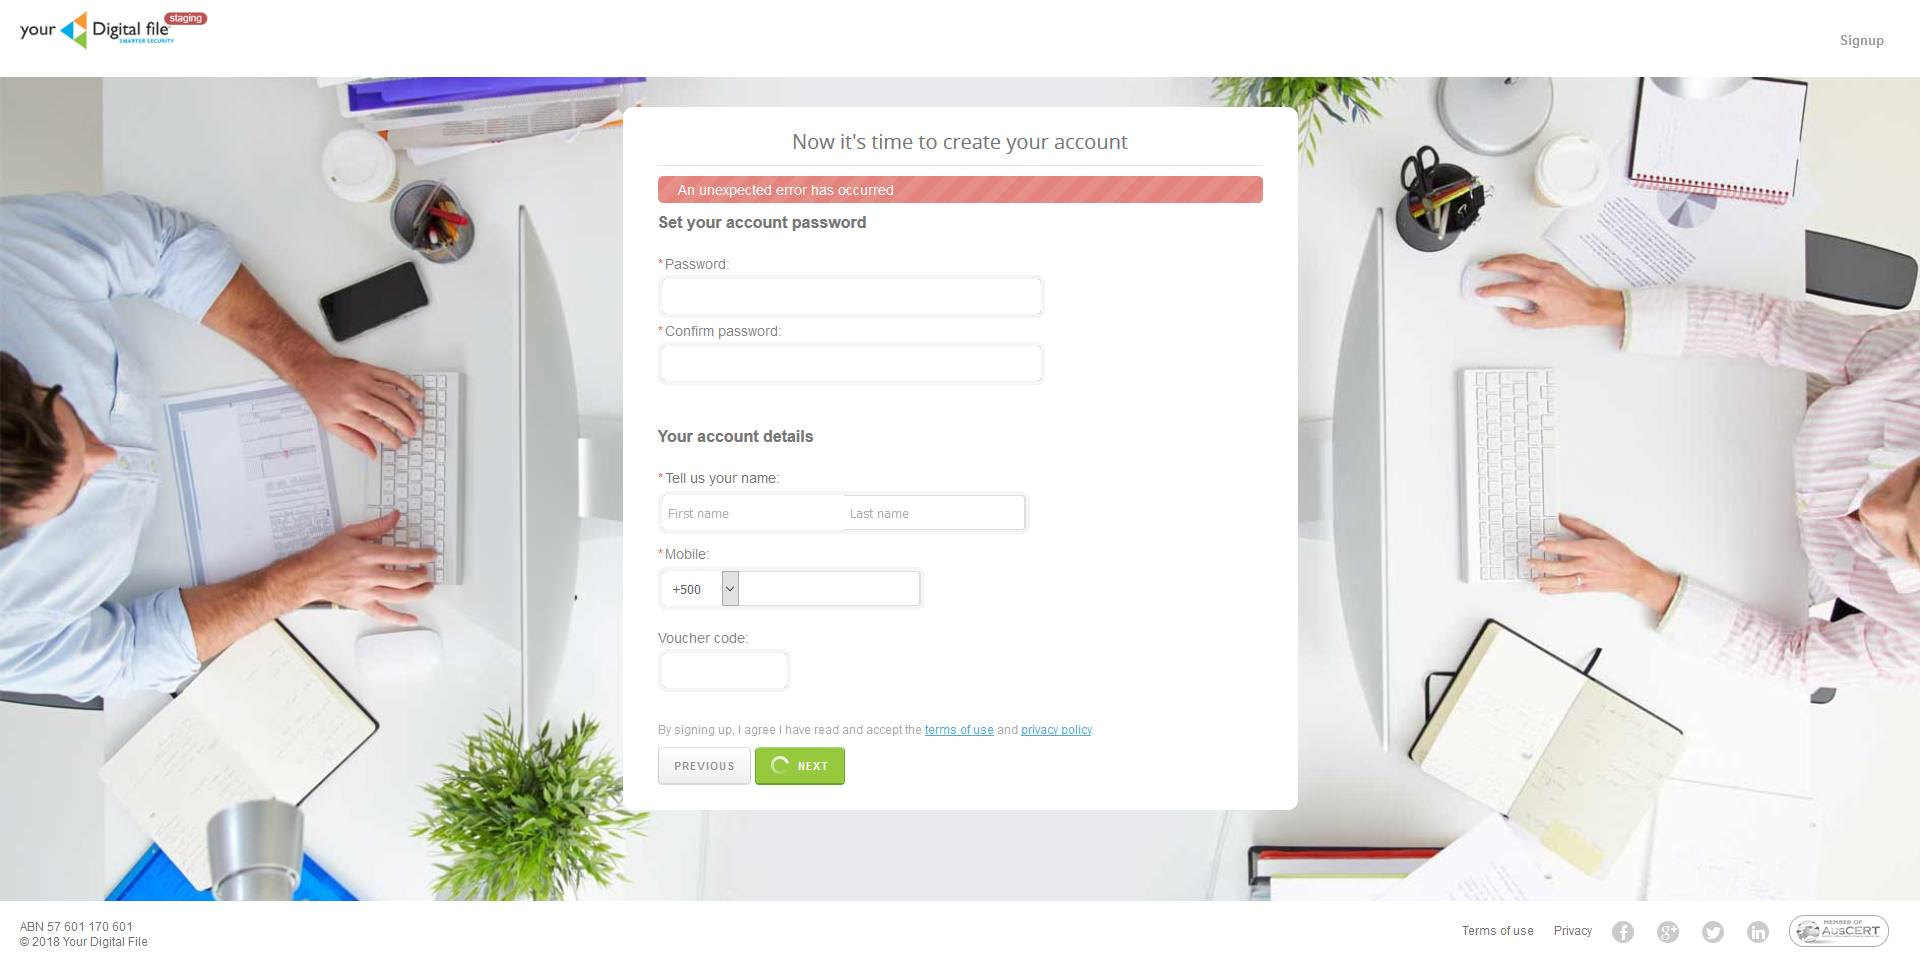 your Digital file staging
SMARTER SECURITY
Signup
Now it's time to create your account
An unexpected error has occurred
Set your account password
*Password:
*Confirm password:
Your account details
*Tell us your name:
First name Last name
*Mobile:
+500
Voucher code:
By signing up, I agree I have read and accept the terms of use and privacy policy.
PREVIOUS NEXT
ABN 57 601 170 601
© 2018 Your Digital File
Terms of use Privacy
MEMBER OF
AusCERT